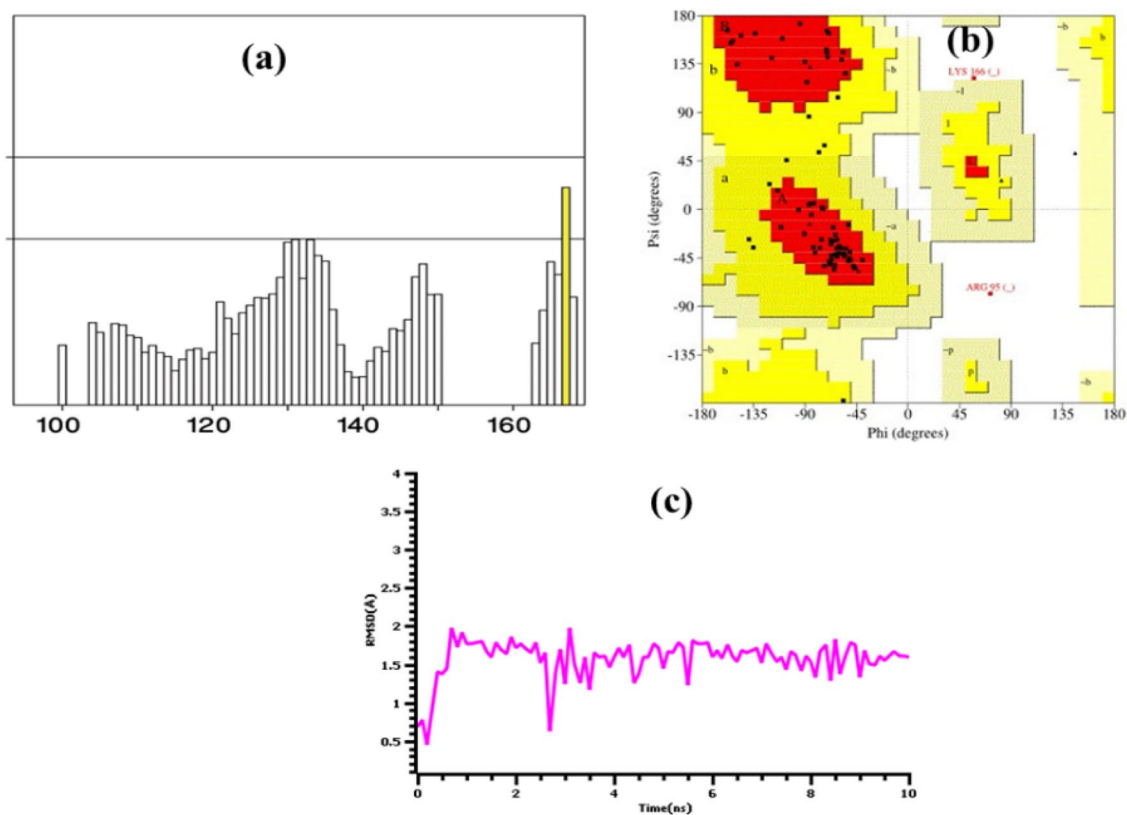 (a)
100 120 140 160
(b)
180
135
90
45
0
-45
-90
-135
Psi (degrees)
B
b
~b
~b
b
LYS 166 (_)
~l
l
a
A
~a
ARG 95 (_)
~b
b
~p
p
~b
-180 -135 -90 -45 0 45 90 135 180
Phi (degrees)
(c)
4
3.5
3
2.5
2
1.5
1
0.5
RMSD(Å)
0 2 4 6 8 10
Time(ns)